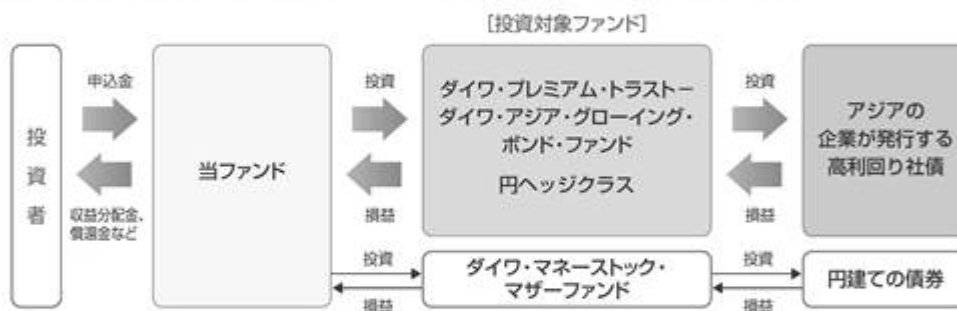 [投資対象ファンド]
投資者
申込金
収益分配金、
償還金など
当ファンド
投資
損益
ダイワ・プレミアム・トラスト－
ダイワ・アジア・グローイング・
ボンド・ファンド
円ヘッジクラス
投資
損益
アジアの
企業が発行する
高利回り社債
投資
損益
ダイワ・マネーストック・
マザーファンド
投資
損益
円建ての債券